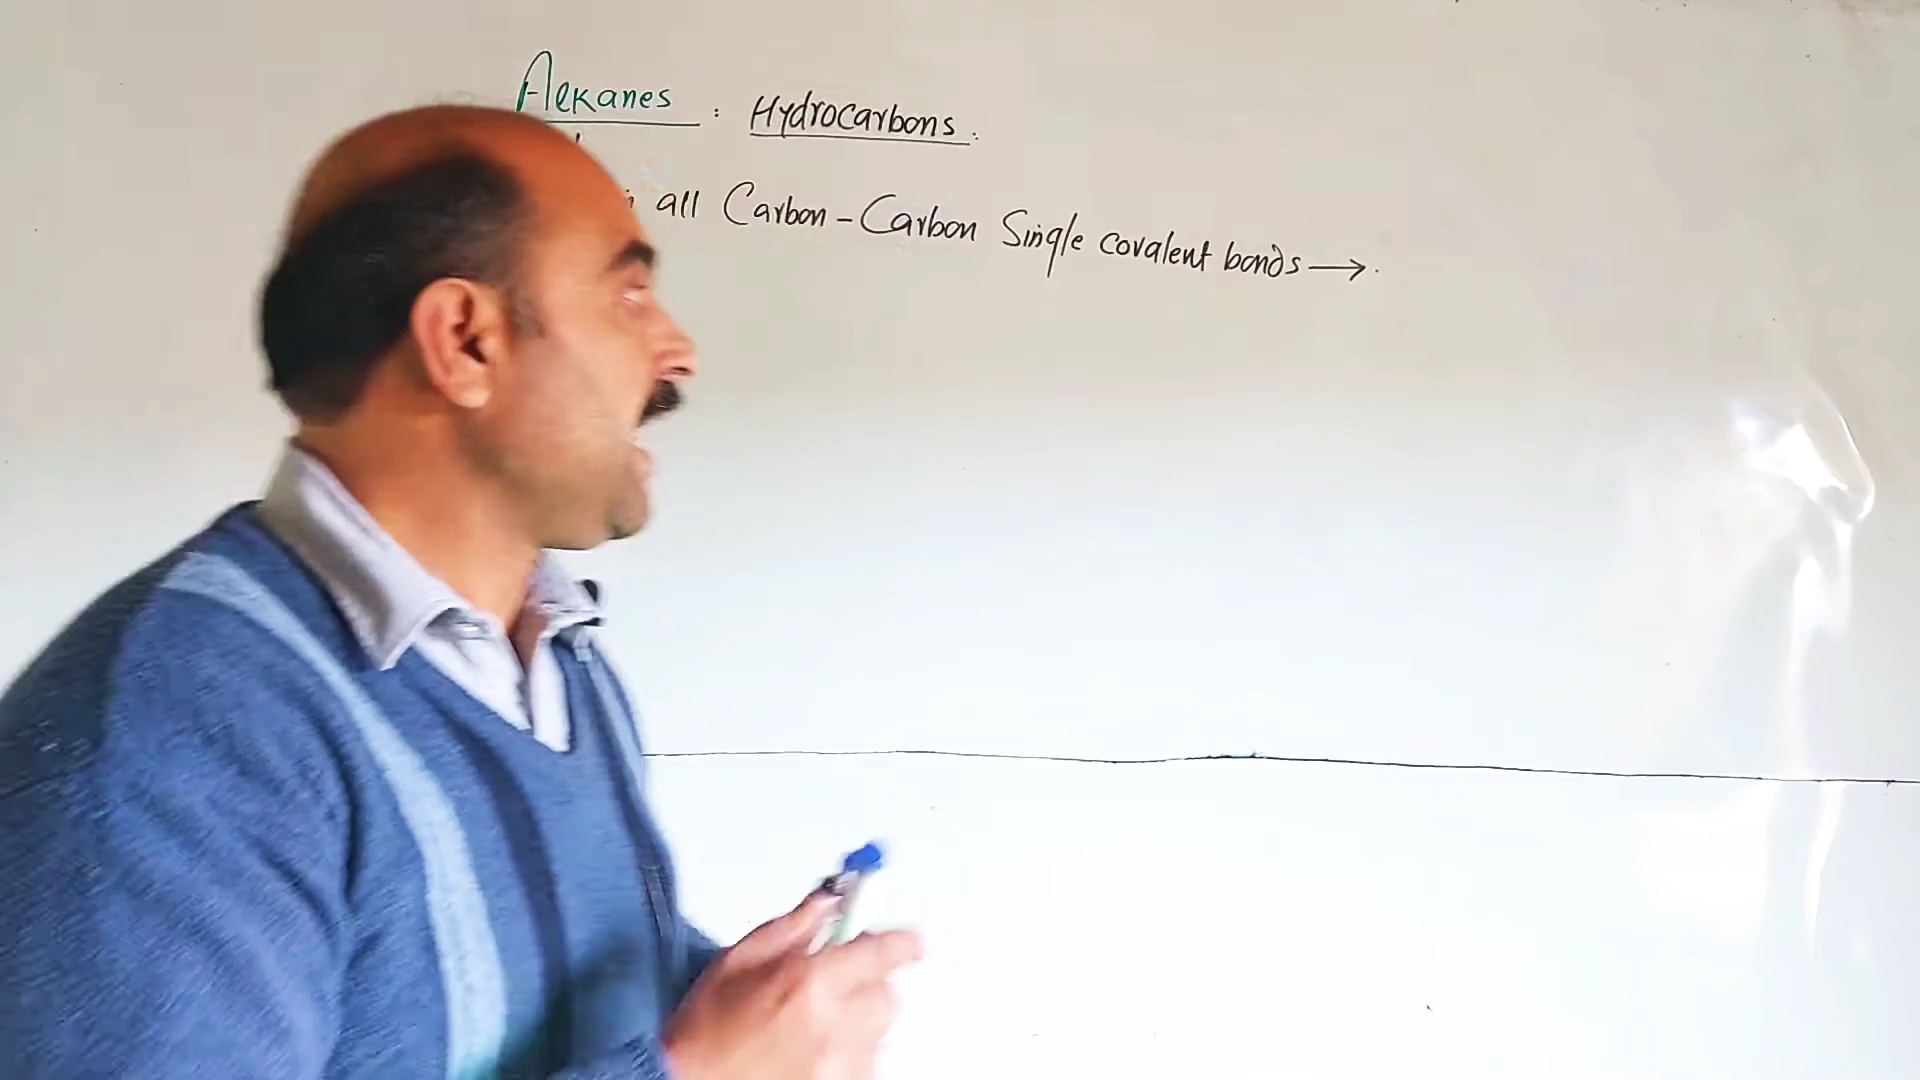 Alkanes : Hydrocarbons.
all Carbon-Carbon Single covalent bonds →